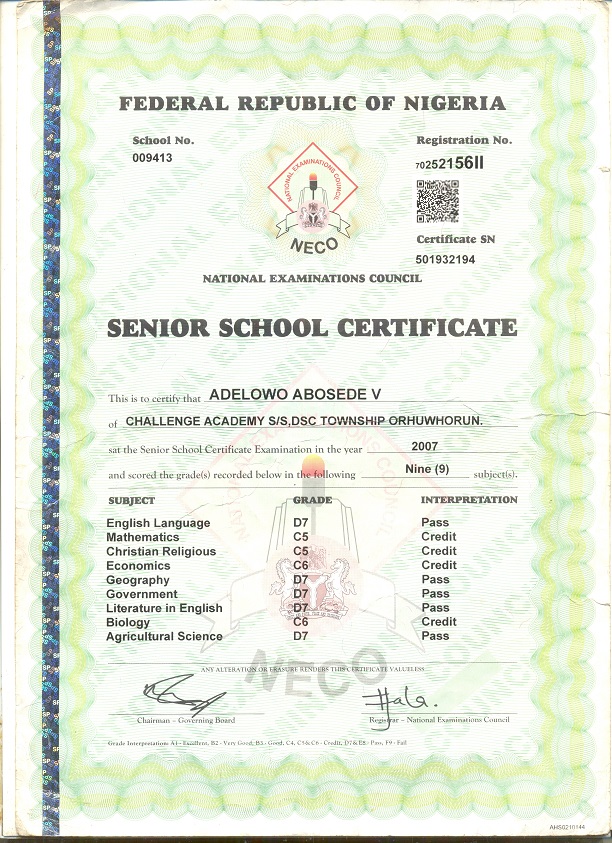 FEDERAL REPUBLIC OF NIGERIA
School No.
009413
Registration No.
7025215611
NATIONAL EXAMINATIONS COUNCIL
NECO
Certificate SN
501932194
NATIONAL EXAMINATIONS COUNCIL
SENIOR SCHOOL CERTIFICATE
This is to certify that ADELOWO ABOSEDE V
of CHALLENGE ACADEMY S/S,DSC TOWNSHIP ORHUWHORUN.
sat the Senior School Certificate Examination in the year 2007
and scored the grade(s) recorded below in the following Nine (9) subject(s).
SUBJECT GRADE INTERPRETATION
English Language D7 Pass
Mathematics C5 Credit
Christian Religious C5 Credit
Economics C6 Credit
Geography D7 Pass
Government D7 Pass
Literature in English D7 Pass
Biology C6 Credit
Agricultural Science D7 Pass
ANY ALTERATION OR ERASURE RENDERS THIS CERTIFICATE VALUELESS
NECO
Chairman – Governing Board
Registrar – National Examinations Council
Grade Interpretation: A1 - Excellent, B2 - Very Good, B3 - Good, C4, C5 & C6 - Credit, D7 & E8 - Pass, F9 - Fail
AHS0210144